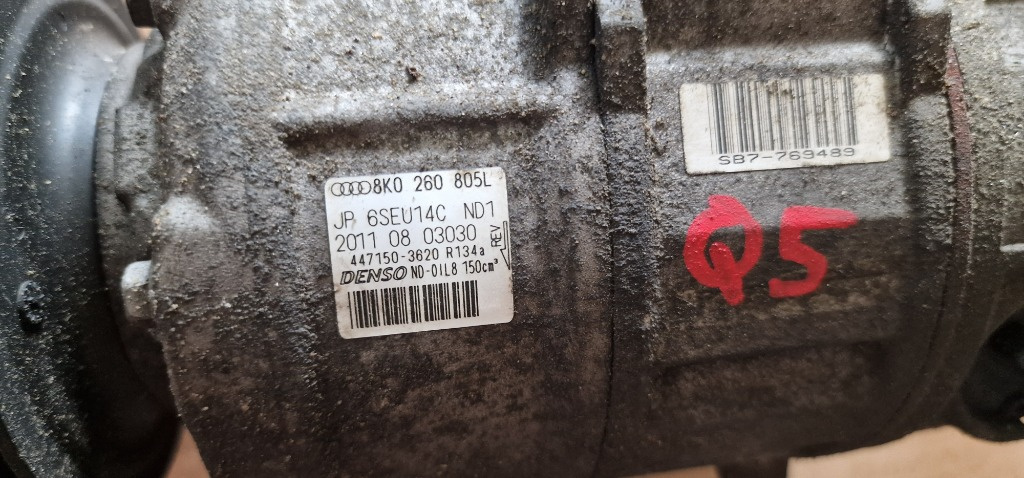 8K0 260 805L
JP 6SEU14C ND1
2011 08 03030
REV
447150-3620 R134a
DENSO ND-OIL8 150cm³
SB7-769489
Q5